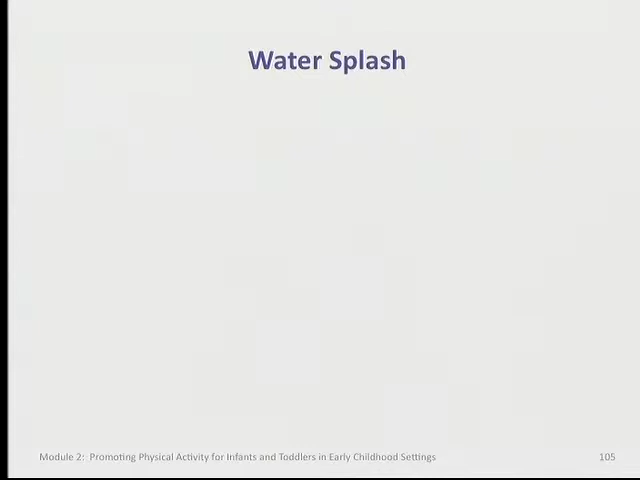 Water Splash
Module 2:  Promoting Physical Activity for Infants and Toddlers in Early Childhood Settings
105